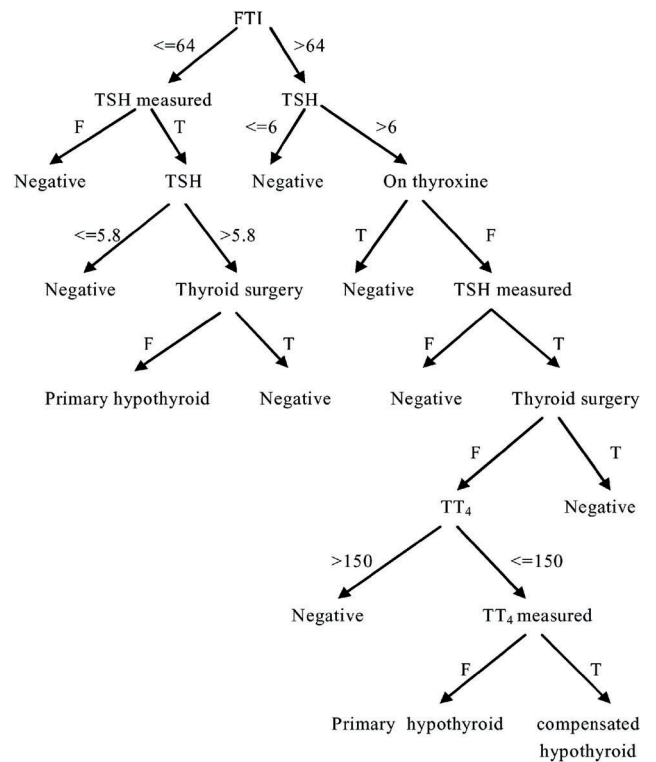 FTI
<=64 >64
TSH measured TSH
F T <=6 >6
Negative TSH Negative On thyroxine
<=5.8 >5.8 T F
Negative Thyroid surgery Negative TSH measured
F T F T
Primary hypothyroid Negative Negative Thyroid surgery
F T
TT₄ Negative
>150 <=150
Negative TT₄ measured
F T
Primary hypothyroid compensated
hypothyroid